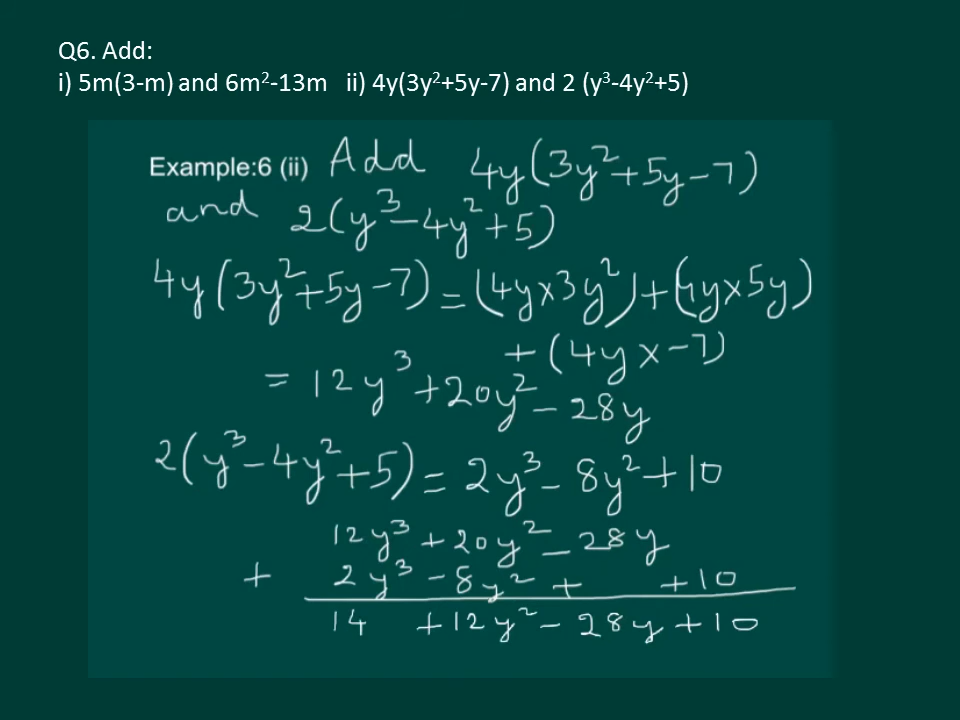 Q6. Add:
i) 5m(3-m) and 6m²-13m ii) 4y(3y²+5y-7) and 2 (y³-4y²+5)
Example:6 (ii) Add 4y(3y²+5y-7)
and 2(y³-4y²+5)
4y(3y²+5y-7)=(4y×3y²)+(4y×5y)
+(4y×-7)
=12y³+20y²-28y
2(y³-4y²+5)=2y³-8y²+10
12y³+20y²-28y
+ 2y³-8y²+ +10
14 +12y²-28y+10